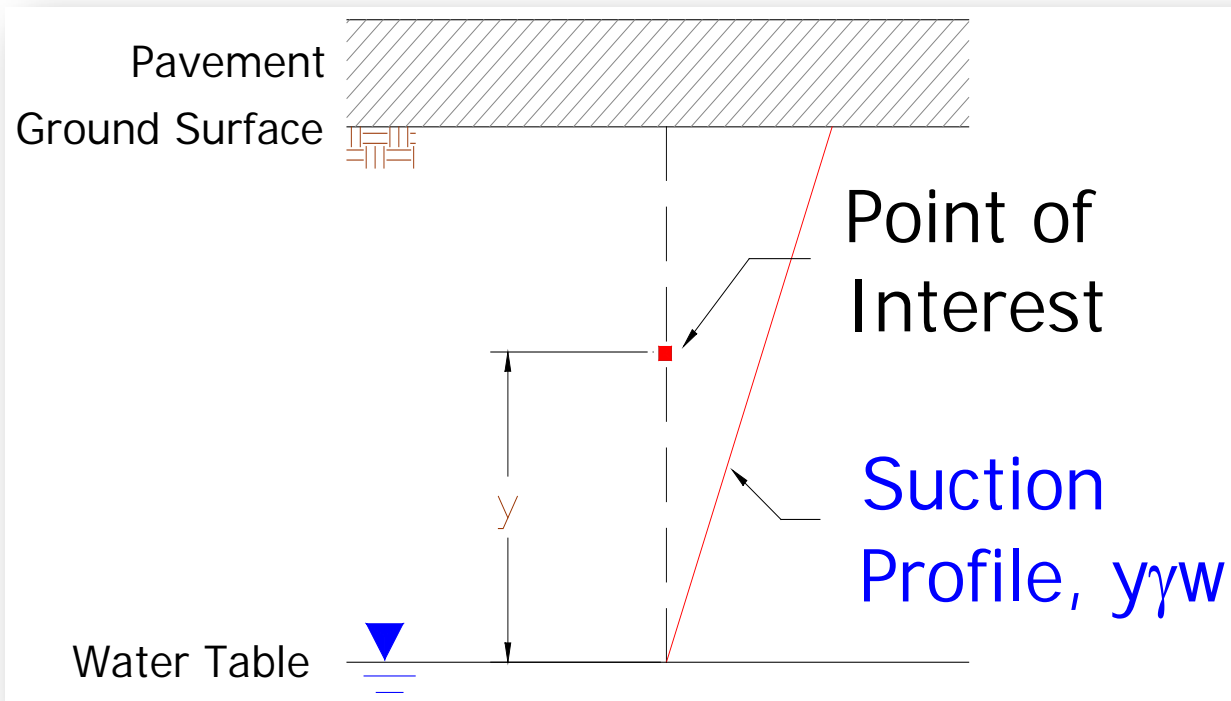 Pavement
Ground Surface
Point of
Interest
y
Suction
Profile, yγw
Water Table